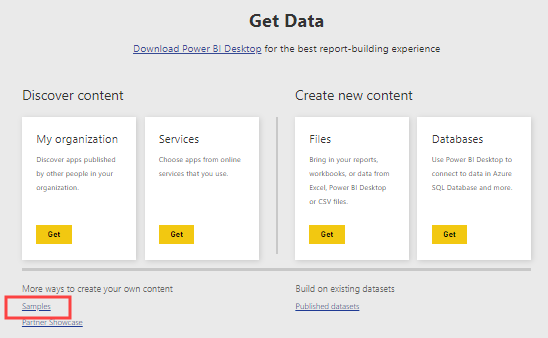 Get Data
Download Power BI Desktop for the best report-building experience
Discover content
Create new content
My organization
Discover apps published
by other people in your
organization.
Get
Services
Choose apps from online
services that you use.
Get
Files
Bring in your reports,
workbooks, or data from
Excel, Power BI Desktop
or CSV files.
Get
Databases
Use Power BI Desktop to
connect to data in Azure
SQL Database and more.
Get
More ways to create your own content
Samples
Partner Showcase
Build on existing datasets
Published datasets